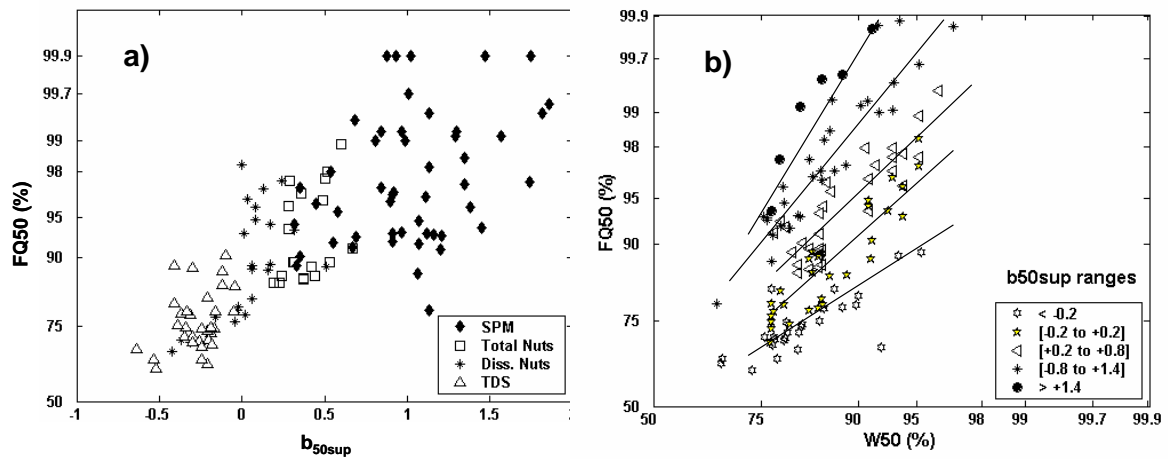 a)
99.9
99.7
99
98
95
90
75
50
FQ50 (%)
-1
-0.5
0
0.5
1
1.5
2
b50sup
SPM
Total Nuts
Diss. Nuts
TDS
b)
99.9
99.7
99
98
95
90
75
50
FQ50 (%)
50
75
90
95
98
99
99.7
99.9
W50 (%)
b50sup ranges
< -0.2
[-0.2 to +0.2]
[+0.2 to +0.8]
[-0.8 to +1.4]
> +1.4